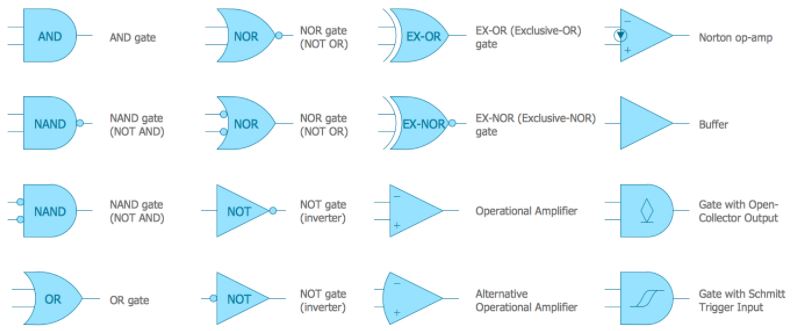 AND
AND gate
NOR
NOR gate
(NOT OR)
EX-OR
EX-OR (Exclusive-OR)
gate
−
+
Norton op-amp
NAND
NAND gate
(NOT AND)
NOR
NOR gate
(NOT OR)
EX-NOR
EX-NOR (Exclusive-NOR)
gate
Buffer
NAND
NAND gate
(NOT AND)
NOT
NOT gate
(inverter)
−
+
Operational Amplifier
Gate with Open-
Collector Output
OR
OR gate
NOT
NOT gate
(inverter)
−
+
Alternative
Operational Amplifier
Gate with Schmitt
Trigger Input